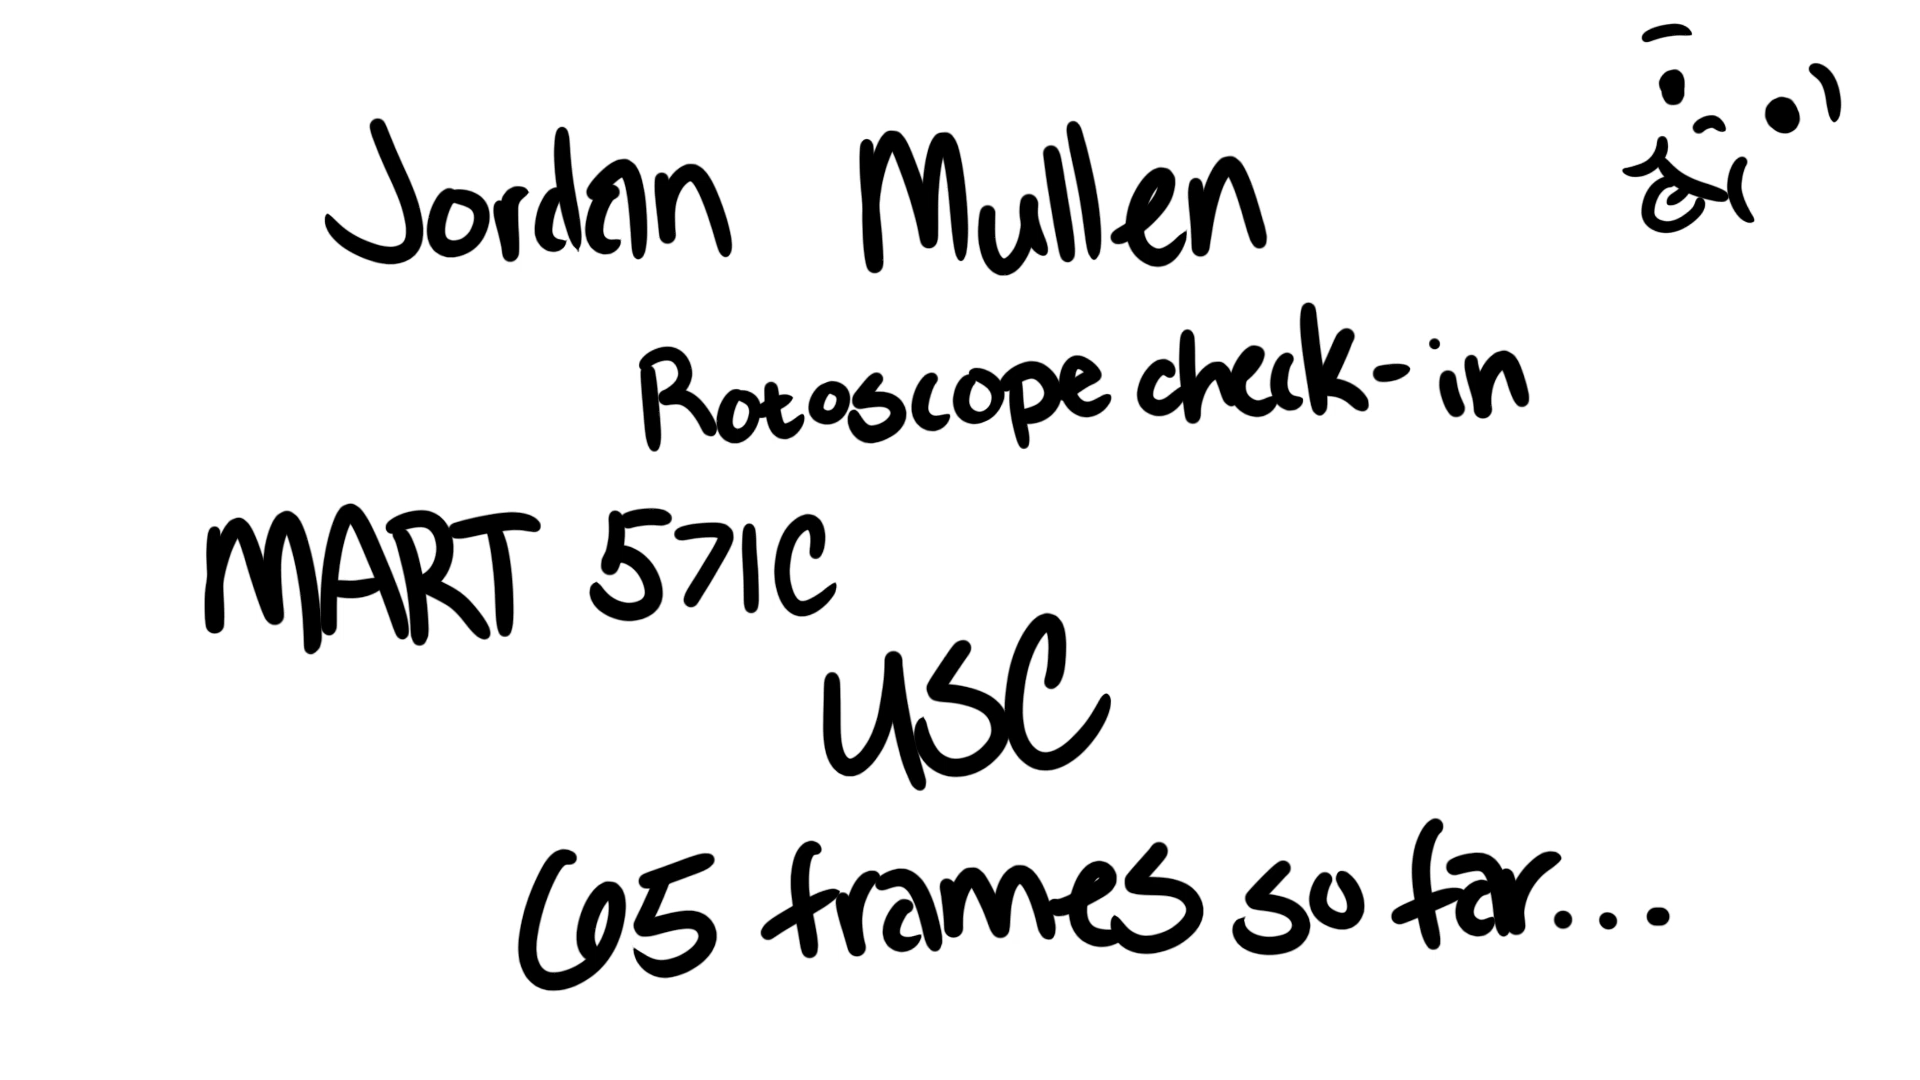 Jordan Mullen
Rotoscope check-in
MART 571C
USC
65 frames so far...